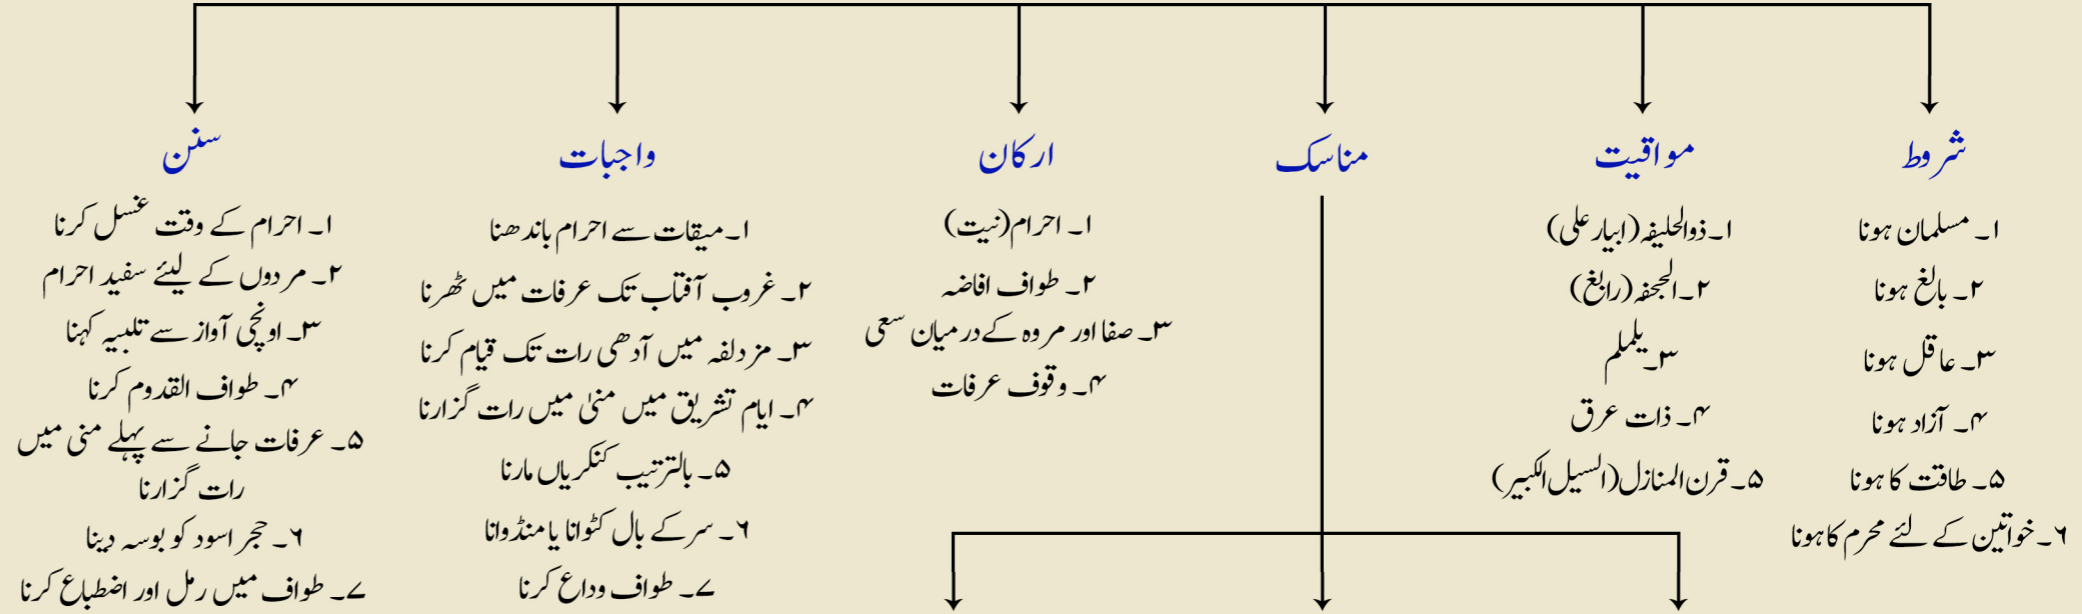 شروط
۱۔ مسلمان ہونا
۲۔ بالغ ہونا
۳۔ عاقل ہونا
۴۔ آزاد ہونا
۵۔ طاقت کا ہونا
۶۔ خواتین کے لئے محرم کا ہونا
مواقیت
۱۔ ذوالحلیفہ (ابیار علی)
۲۔ الجحفہ (رابغ)
۳۔ یلملم
۴۔ ذات عرق
۵۔ قرن المنازل (السیل الکبیر)
مناسک
ارکان
۱۔ احرام (نیت)
۲۔ طواف افاضہ
۳۔ صفا اور مروہ کے درمیان سعی
۴۔ وقوف عرفات
واجبات
۱۔ میقات سے احرام باندھنا
۲۔ غروب آفتاب تک عرفات میں ٹھرنا
۳۔ مزدلفہ میں آدھی رات تک قیام کرنا
۴۔ ایام تشریق میں منیٰ میں رات گزارنا
۵۔ بالترتیب کنکریاں مارنا
۶۔ سر کے بال کٹوانا یا منڈوانا
۷۔ طواف وداع کرنا
سنن
۱۔ احرام کے وقت غسل کرنا
۲۔ مردوں کے لیئے سفید احرام
۳۔ اونچی آواز سے تلبیہ کہنا
۴۔ طواف القدوم کرنا
۵۔ عرفات جانے سے پہلے منی میں
رات گزارنا
۶۔ حجر اسود کو بوسہ دینا
۷۔ طواف میں رمل اور اضطباع کرنا